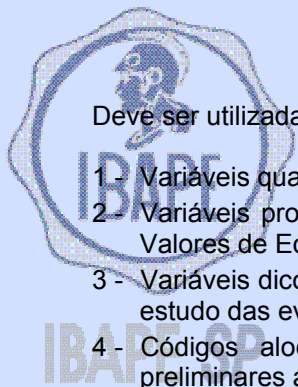 Deve ser utilizada
1 - Variáveis qua
2 - Variáveis pro
Valores de Ed
3 - Variáveis dico
estudo das ev
4 - Códigos aloc
preliminares a
IBAPE
IBAPE - SP